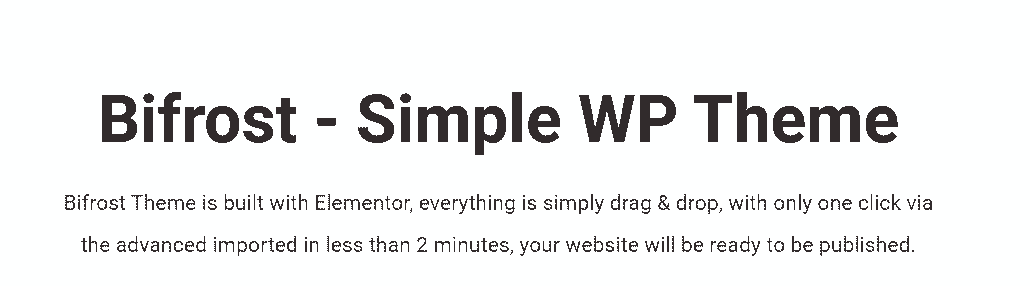 Bifrost - Simple WP Theme
Bifrost Theme is built with Elementor, everything is simply drag & drop, with only one click via
the advanced imported in less than 2 minutes, your website will be ready to be published.